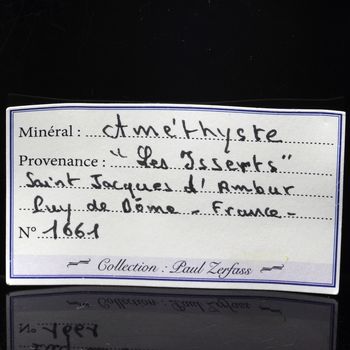 Minéral : Améthyste
Provenance : "Les Isserts"
Saint Jacques d'Ambur
Puy de Dôme - France -
N° 1661
Collection : Paul Zerfass